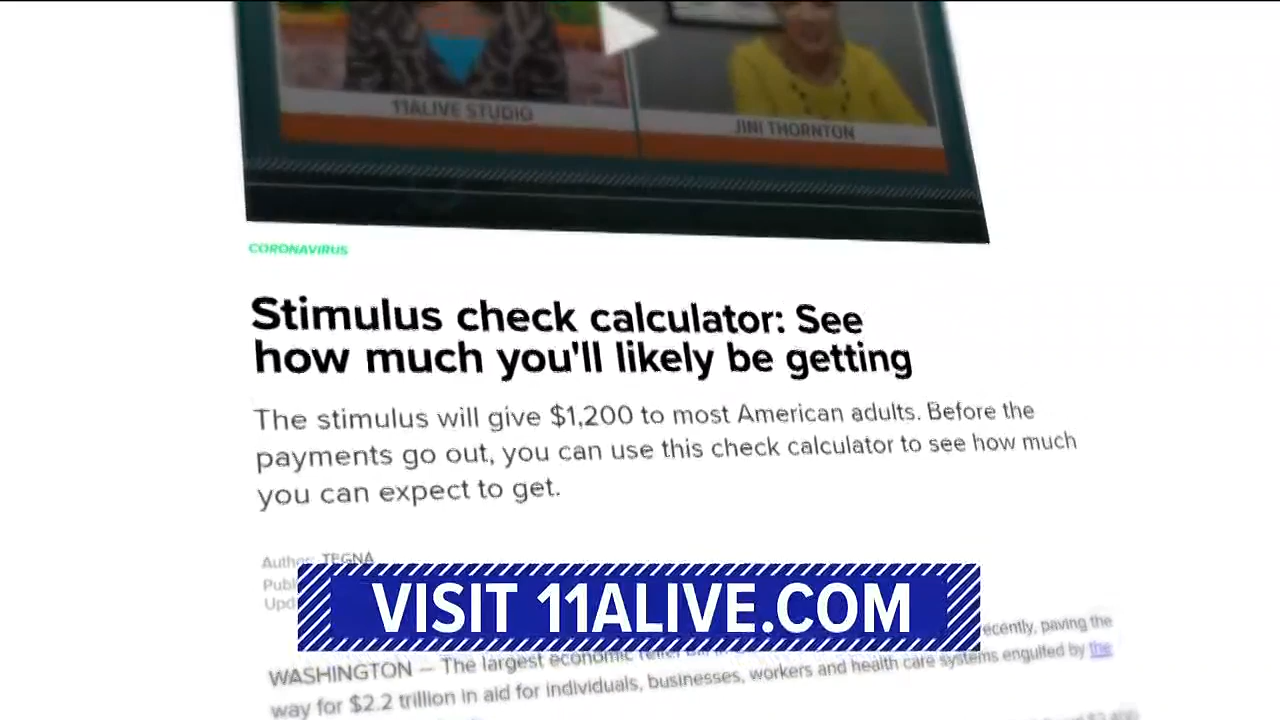 11ALIVE STUDIO
JINI THORNTON
CORONAVIRUS
Stimulus check calculator: See
how much you'll likely be getting
The stimulus will give $1,200 to most American adults. Before the
payments go out, you can use this check calculator to see how much
you can expect to get.
Author: TEGNA
VISIT 11ALIVE.COM
WASHINGTON — The largest economic relief recently, paving the
way for $2.2 trillion in aid for individuals, businesses, workers and health care systems engulfed by the